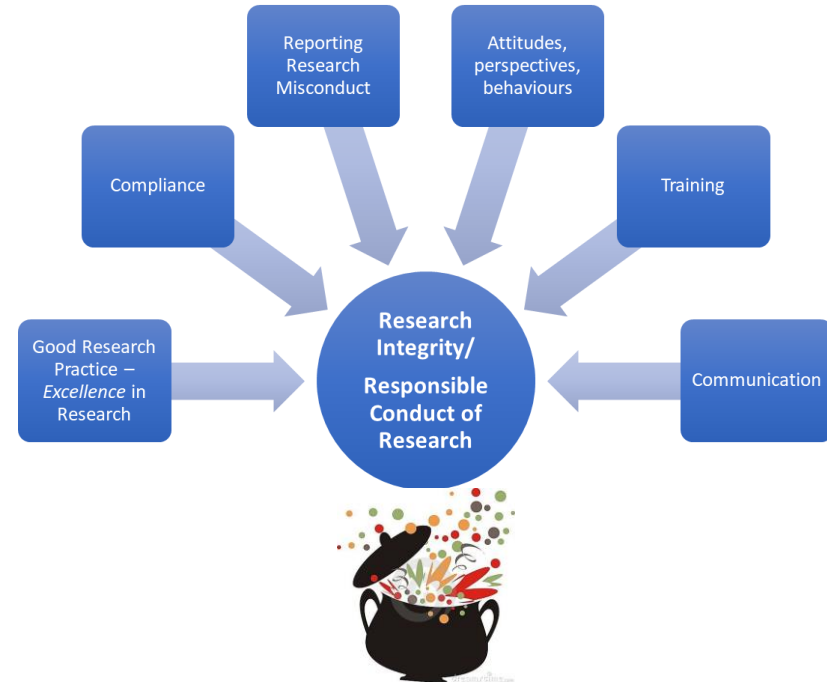 Reporting
Research
Misconduct
Attitudes,
perspectives,
behaviours
Compliance
Training
Good Research
Practice –
Excellence in
Research
Research
Integrity/
Responsible
Conduct of
Research
Communication